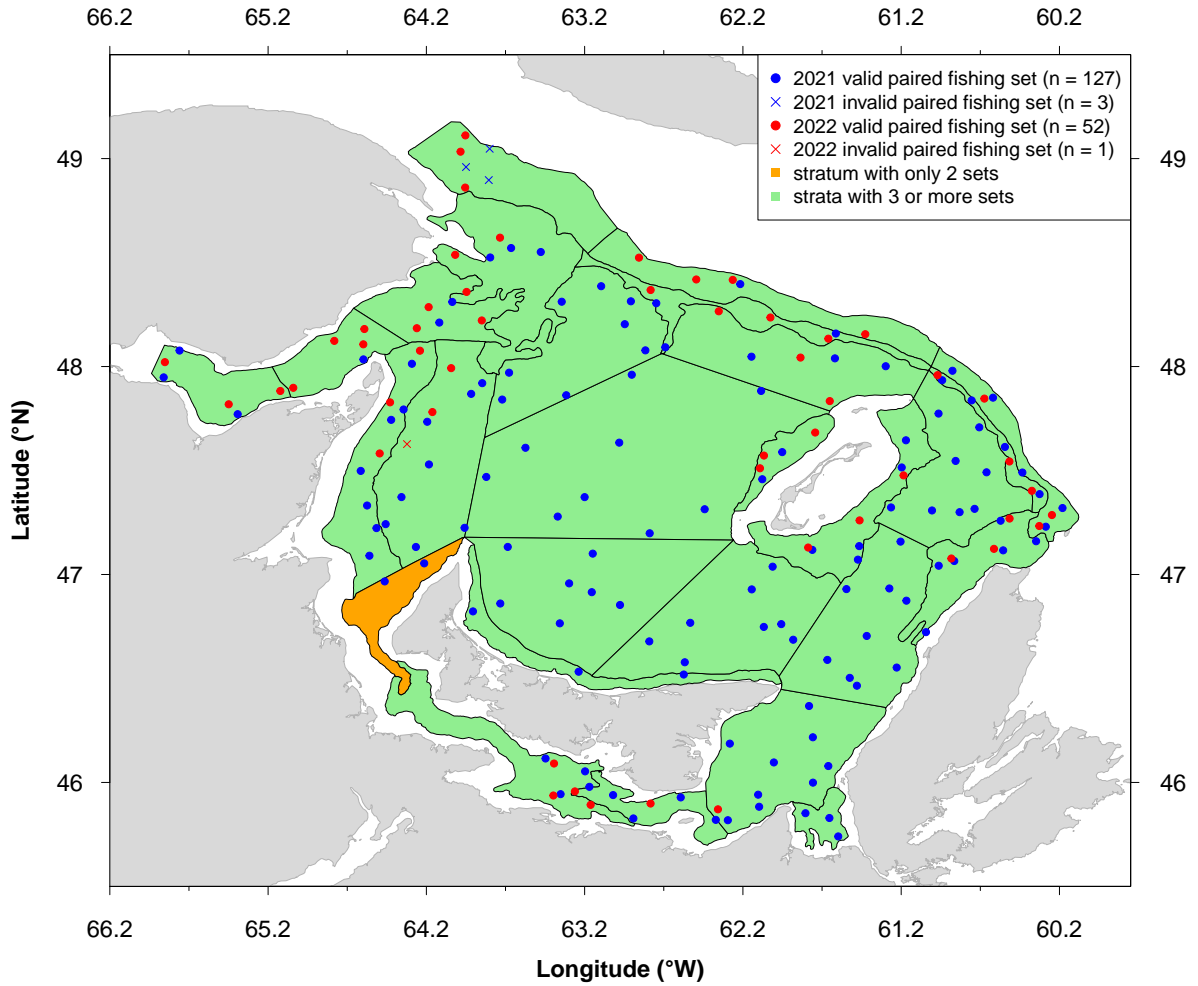 66.2 65.2 64.2 63.2 62.2 61.2 60.2
2021 valid paired fishing set (n = 127)
2021 invalid paired fishing set (n = 3)
2022 valid paired fishing set (n = 52)
2022 invalid paired fishing set (n = 1)
stratum with only 2 sets
strata with 3 or more sets
49 49
48 48
47 47
46 46
Latitude (°N)
66.2 65.2 64.2 63.2 62.2 61.2 60.2
Longitude (°W)